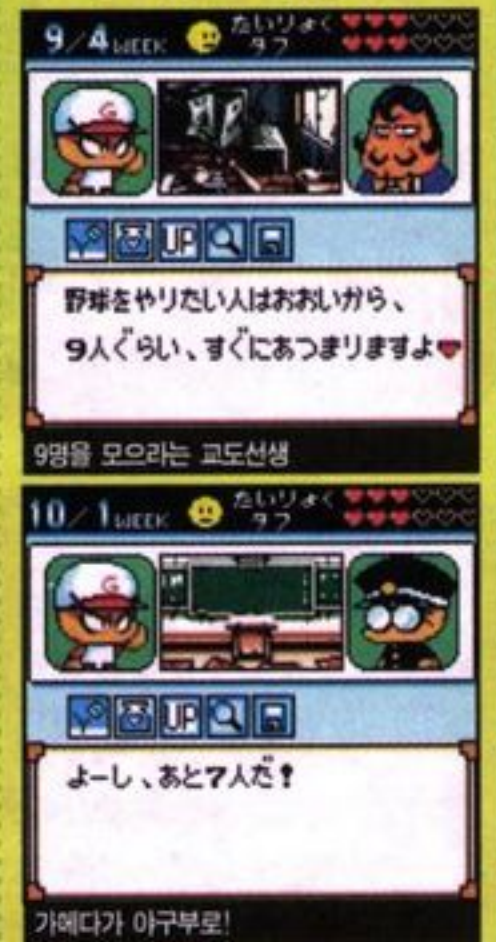 9/4 WEEK
たいりょく
タフ
G
UP
野球をやりたい人はおおいから、
9人ぐらい、すぐにあつまりますよ♥
9명을 모으라는 교도선생
10/1 WEEK
たいりょく
タフ
G
UP
よーし、あと7人だ!
가메다가 야구부로!